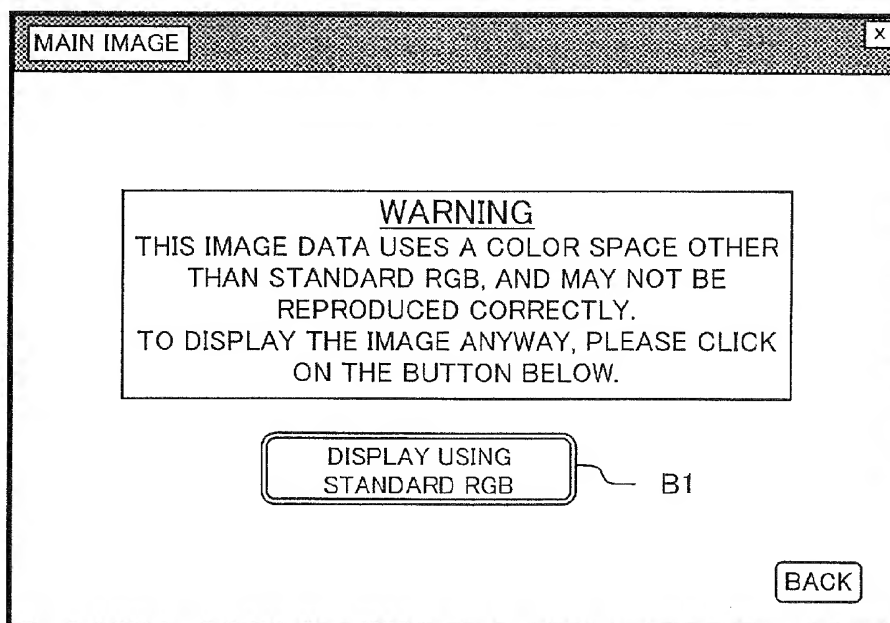 MAIN IMAGE
x
WARNING
THIS IMAGE DATA USES A COLOR SPACE OTHER
THAN STANDARD RGB, AND MAY NOT BE
REPRODUCED CORRECTLY.
TO DISPLAY THE IMAGE ANYWAY, PLEASE CLICK
ON THE BUTTON BELOW.
DISPLAY USING
STANDARD RGB
B1
BACK